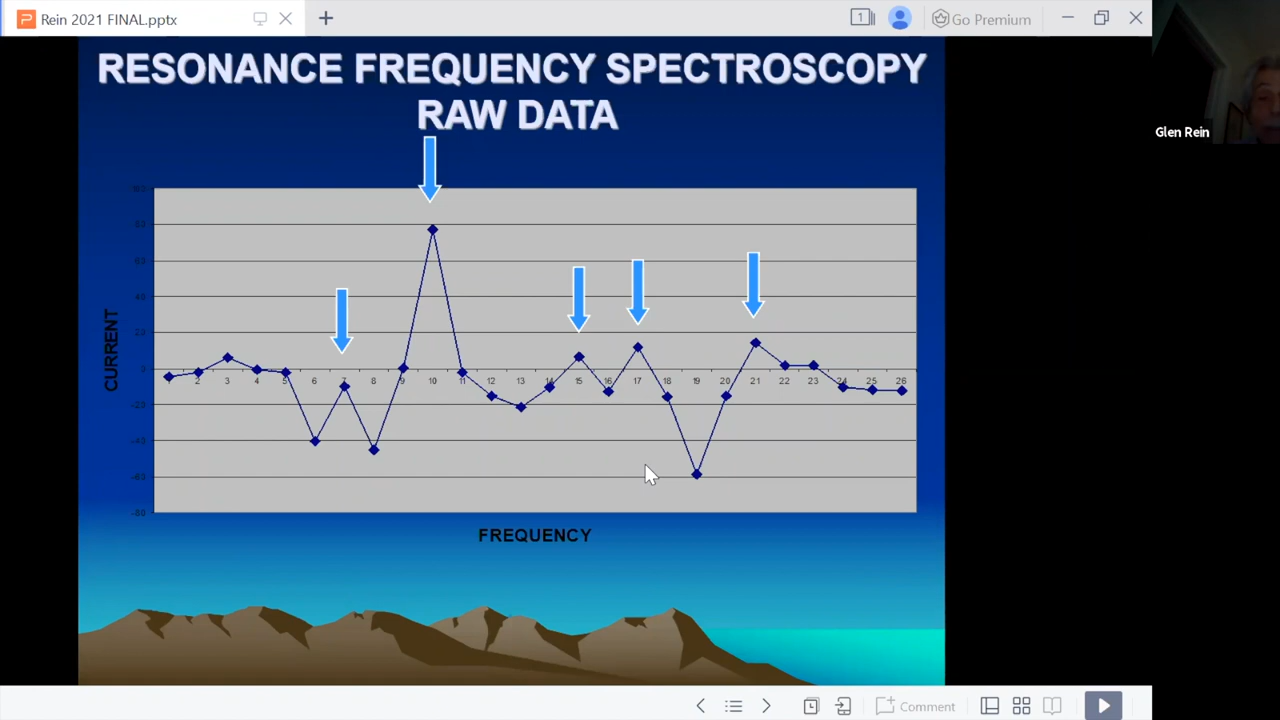 Rein 2021 FINAL.pptx
1
Go Premium
RESONANCE FREQUENCY SPECTROSCOPY
RAW DATA
Glen Rein
CURRENT
0
2 3 4 5 6 7 8 9 10 11 12 13 14 15 16 17 18 19 20 21 22 23 24 25 26
FREQUENCY
Comment